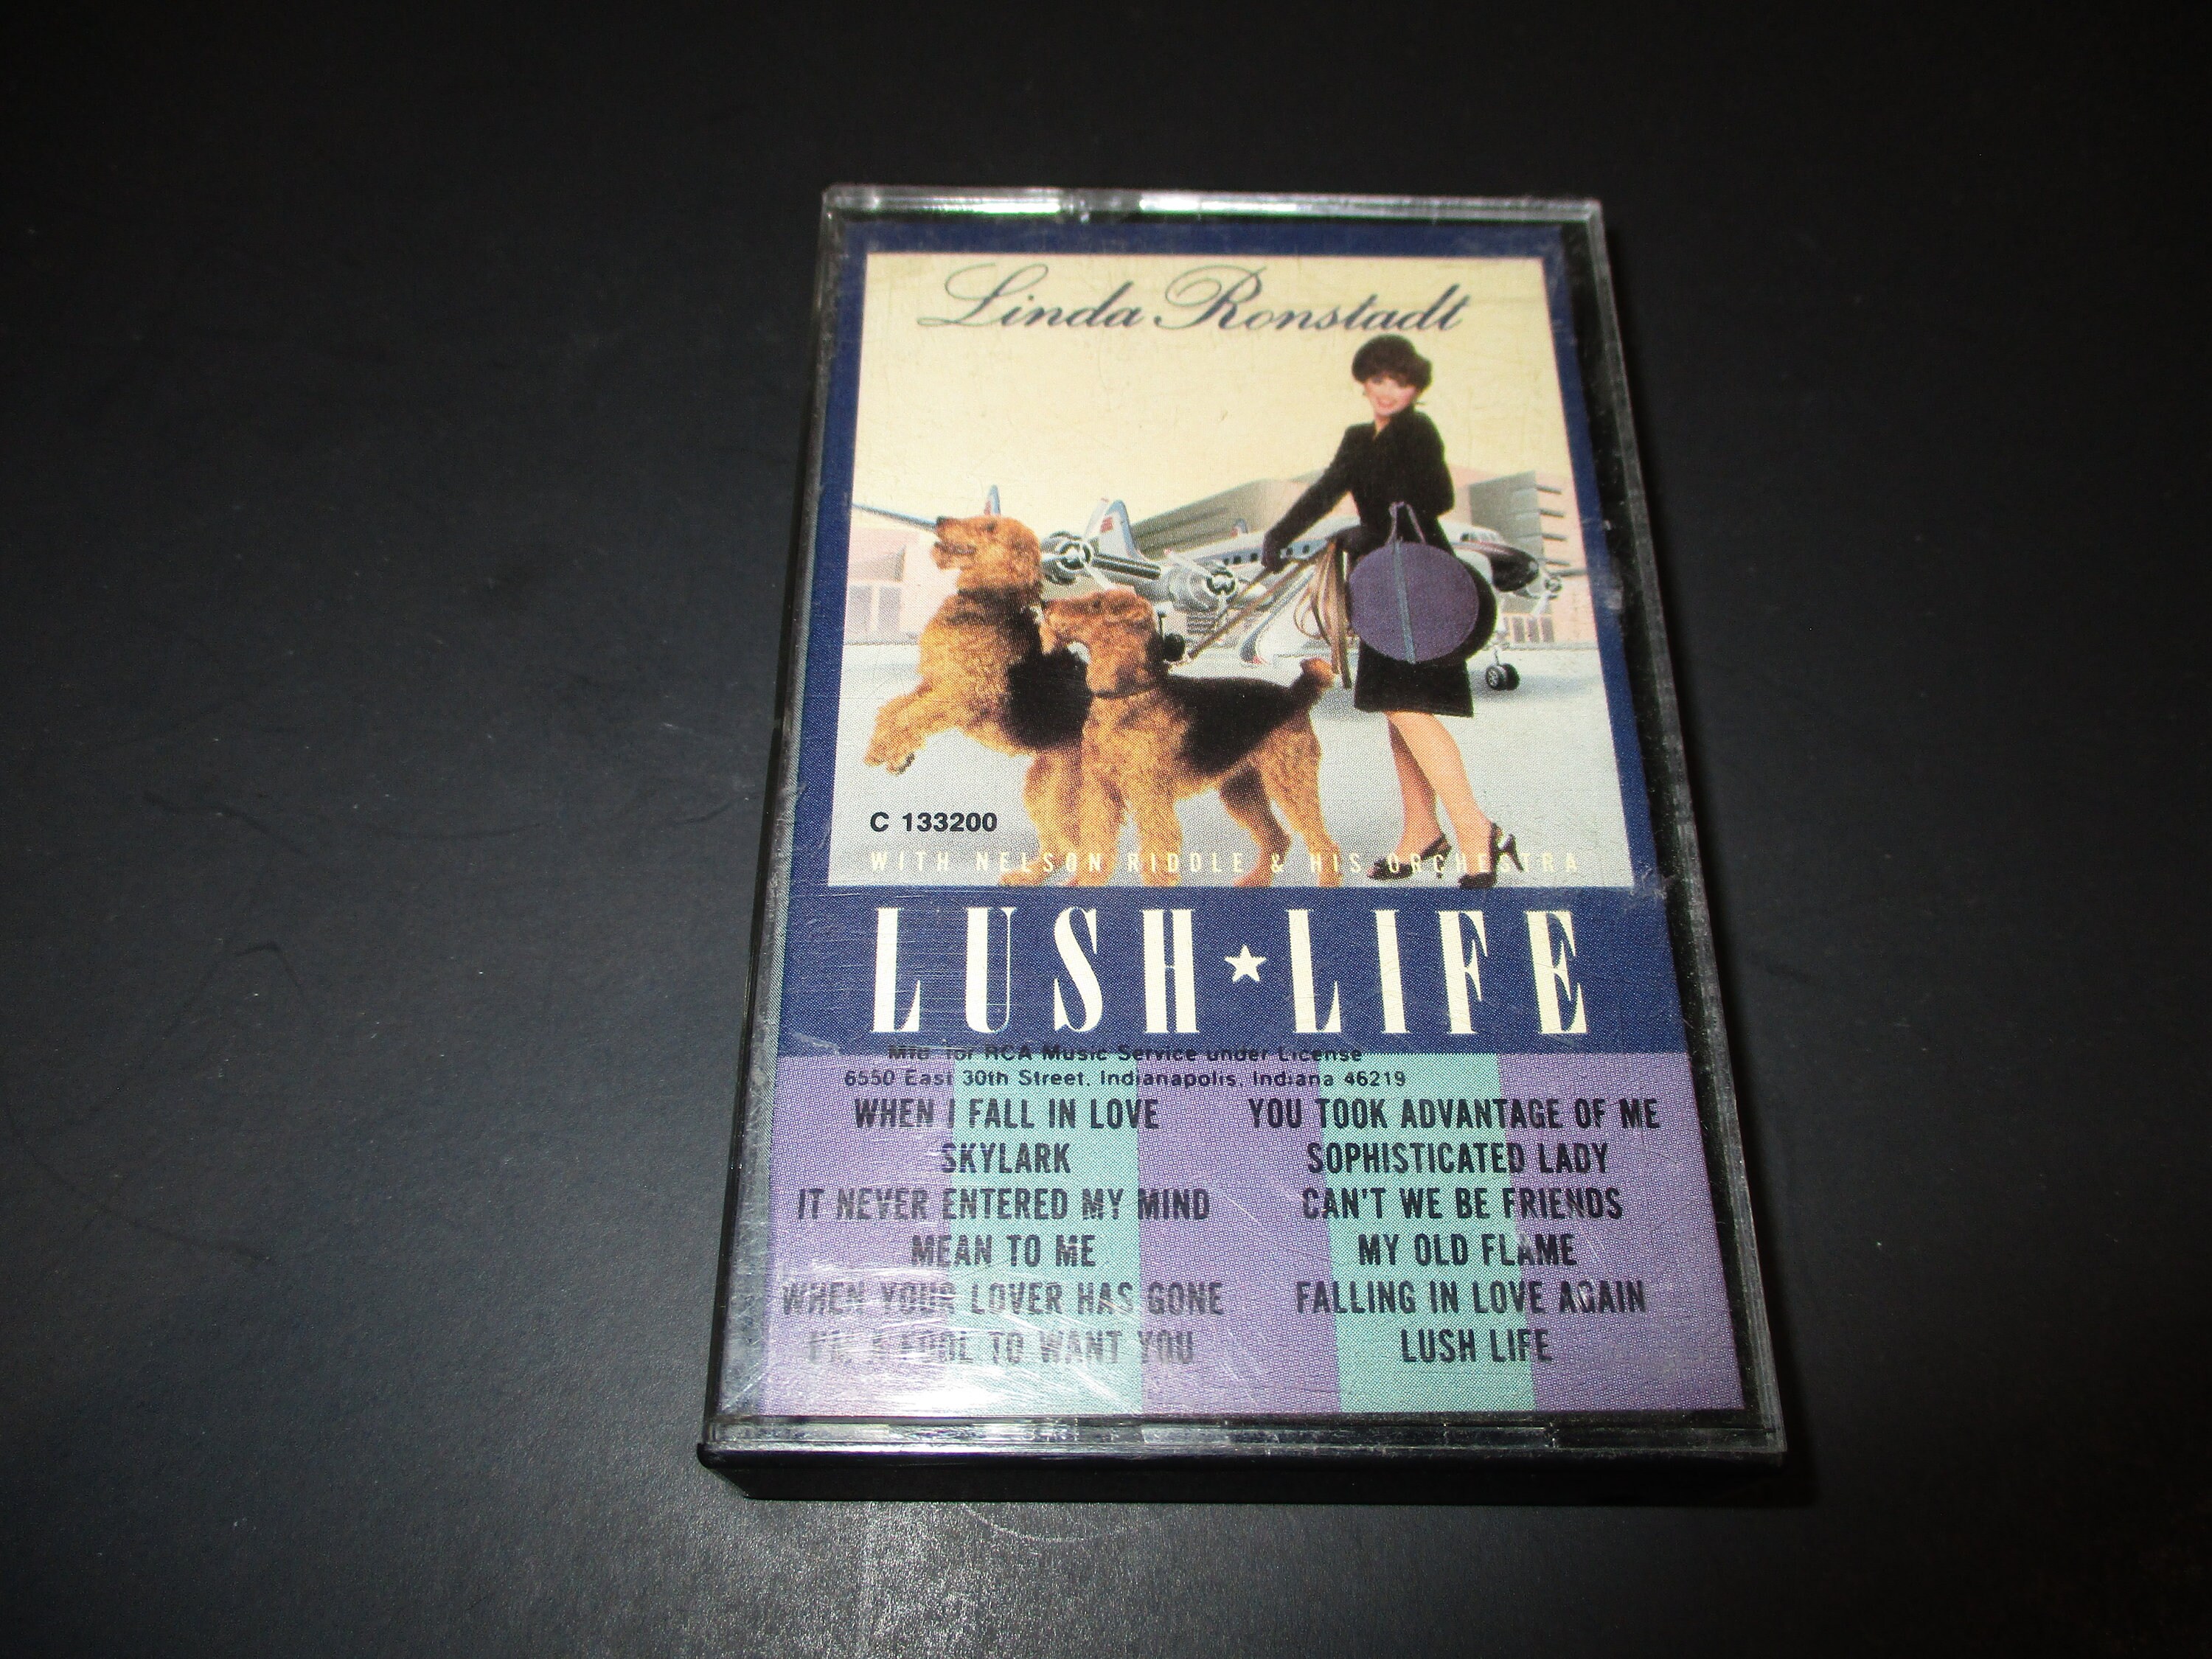 Linda Ronstadt
C 133200
WITH NELSON RIDDLE & HIS ORCHESTRA
LUSH★LIFE
Mfd for RCA Music Service under License
6550 East 30th Street, Indianapolis, Indiana 46219
WHEN I FALL IN LOVE
SKYLARK
IT NEVER ENTERED MY MIND
MEAN TO ME
WHEN YOUR LOVER HAS GONE
I'M A FOOL TO WANT YOU
YOU TOOK ADVANTAGE OF ME
SOPHISTICATED LADY
CAN'T WE BE FRIENDS
MY OLD FLAME
FALLING IN LOVE AGAIN
LUSH LIFE